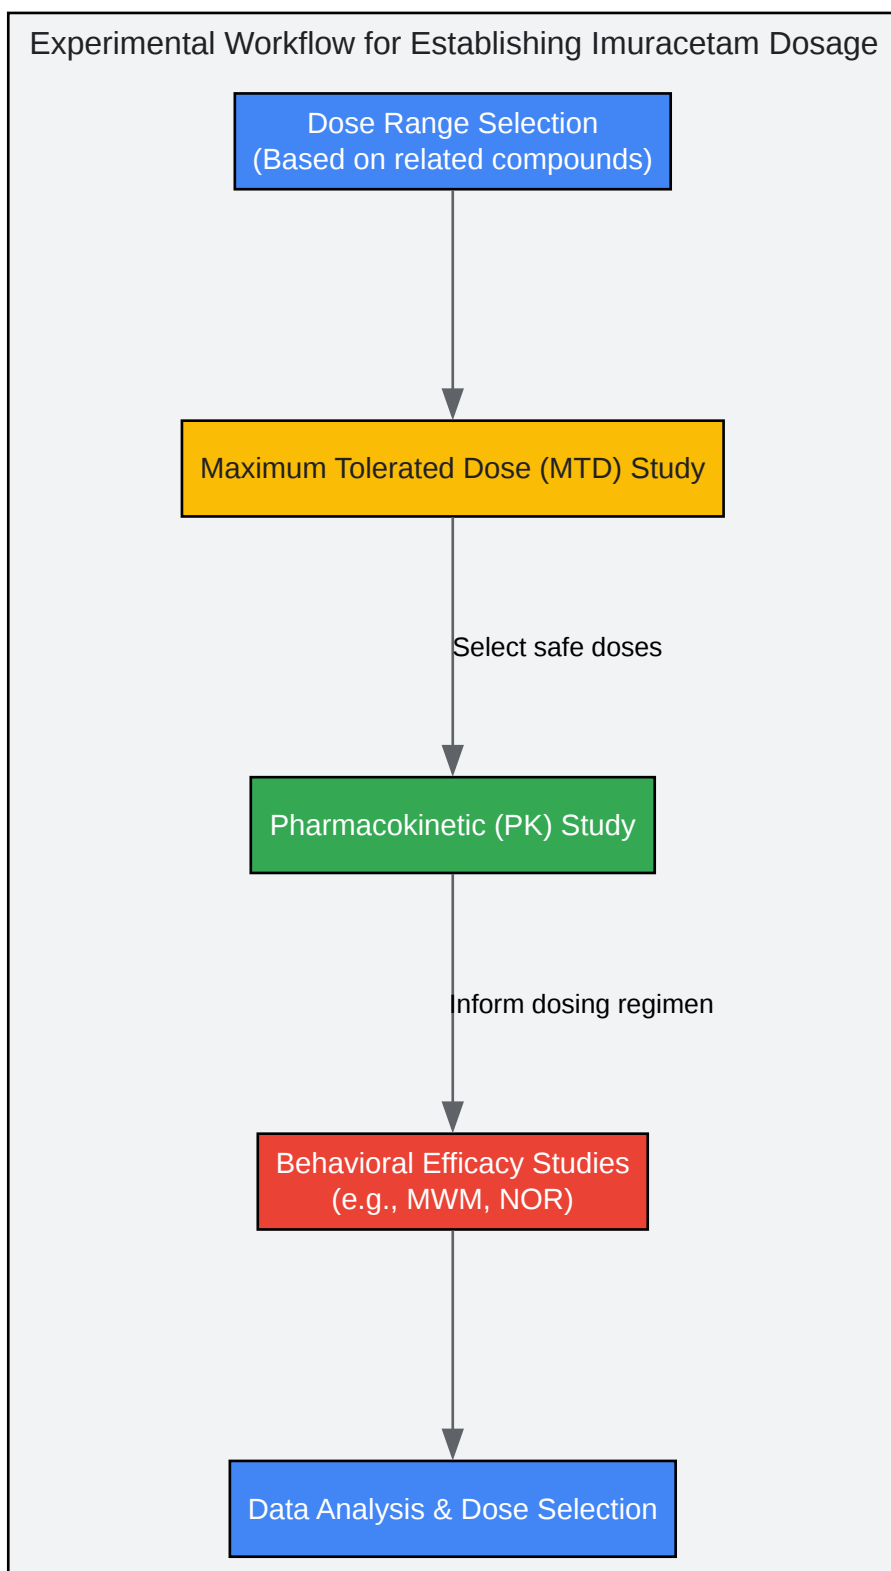 Experimental Workflow for Establishing Imuracetam Dosage
Dose Range Selection
(Based on related compounds)
Maximum Tolerated Dose (MTD) Study
Select safe doses
Pharmacokinetic (PK) Study
Inform dosing regimen
Behavioral Efficacy Studies
(e.g., MWM, NOR)
Data Analysis & Dose Selection